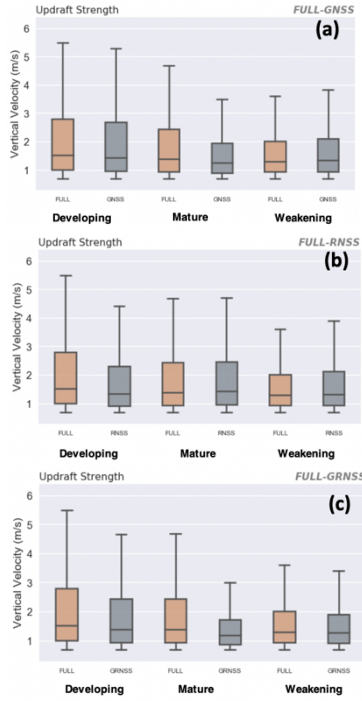 Updraft Strength FULL-GNSS
(a)
Vertical Velocity (m/s)
6
5
4
3
2
1
FULL GNSS FULL GNSS FULL GNSS
Developing Mature Weakening
Updraft Strength FULL-RNSS
(b)
Vertical Velocity (m/s)
6
5
4
3
2
1
FULL RNSS FULL RNSS FULL RNSS
Developing Mature Weakening
Updraft Strength FULL-GRNSS
(c)
Vertical Velocity (m/s)
6
5
4
3
2
1
FULL GRNSS FULL GRNSS FULL GRNSS
Developing Mature Weakening